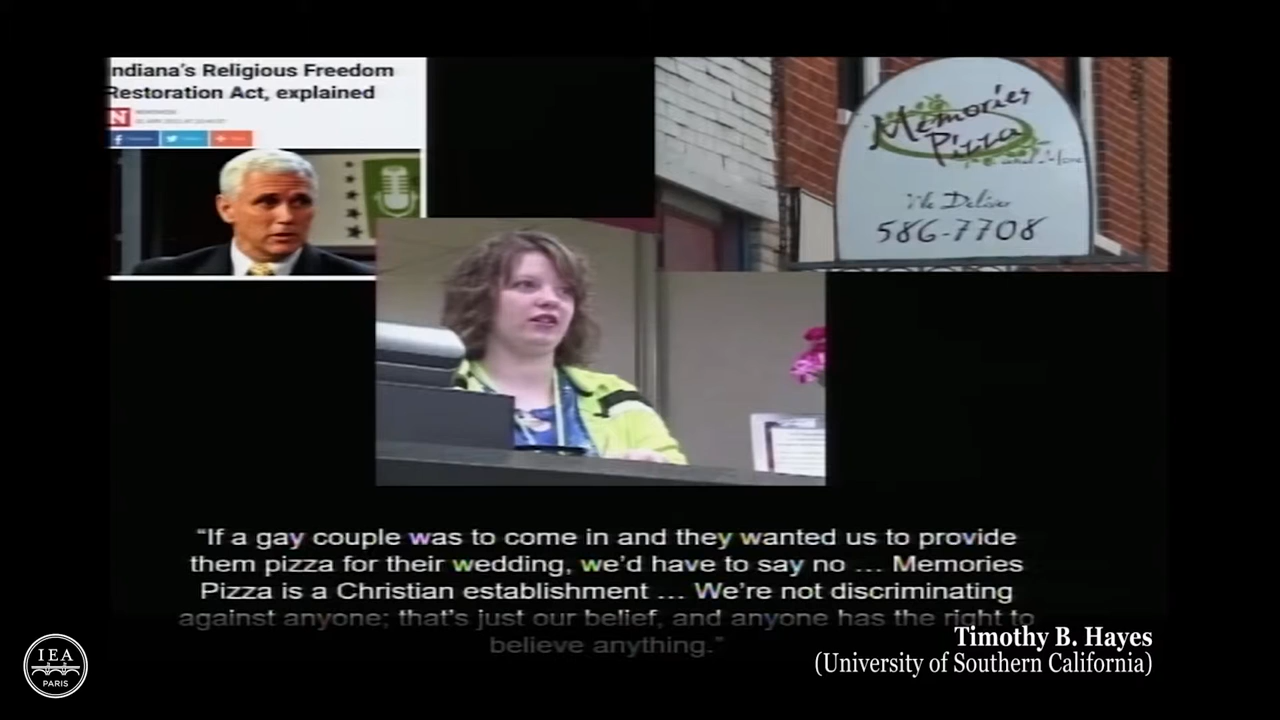 ndiana's Religious Freedom
Restoration Act, explained
N
f
Memories
Pizza
and More
We Deliver
586-7708
"If a gay couple was to come in and they wanted us to provide
them pizza for their wedding, we'd have to say no … Memories
Pizza is a Christian establishment … We're not discriminating
against anyone; that's just our belief, and anyone has the right to
believe anything."
Timothy B. Hayes
(University of Southern California)
IEA
PARIS